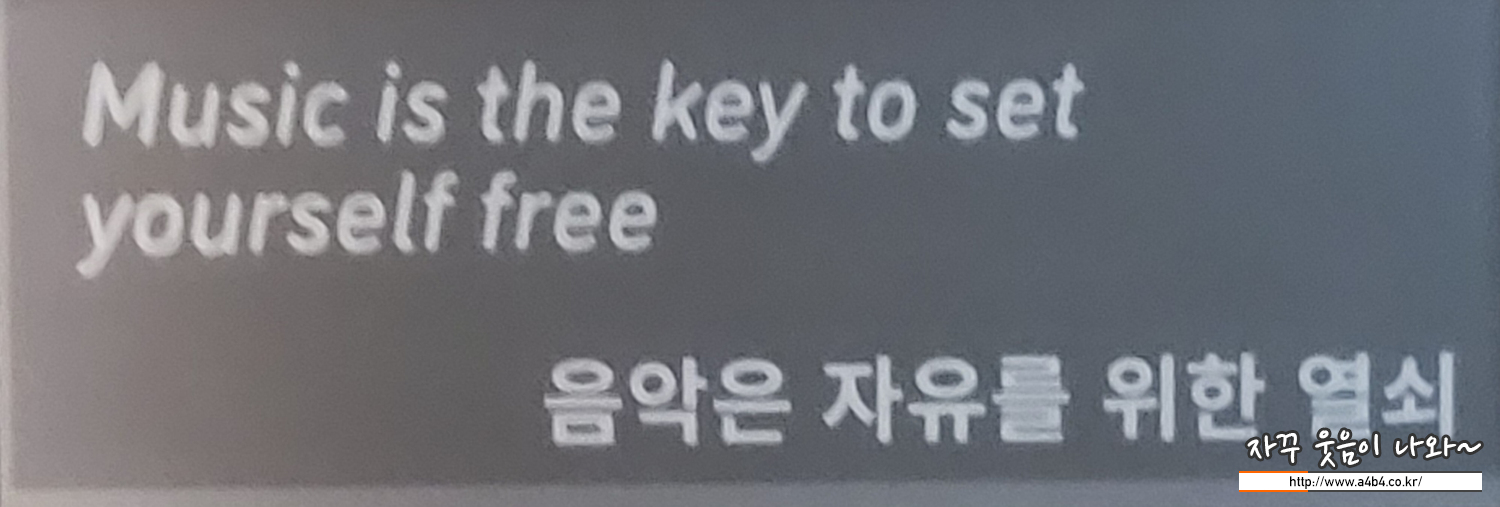 Music is the key to set
yourself free
음악은 자유를 위한 열쇠
자꾸 웃음이 나와~
http://www.a4b4.co.kr/